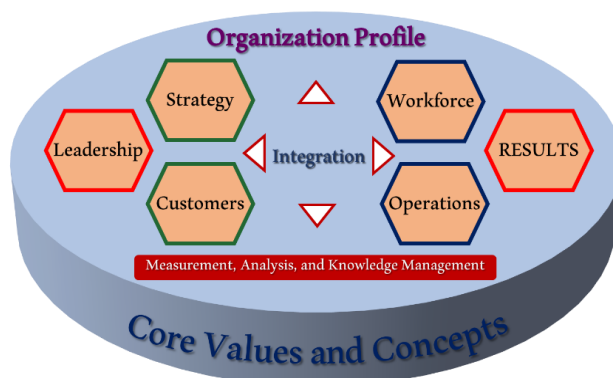 Organization Profile
Strategy
Workforce
Leadership
Integration
RESULTS
Customers
Operations
Measurement, Analysis, and Knowledge Management
Core Values and Concepts